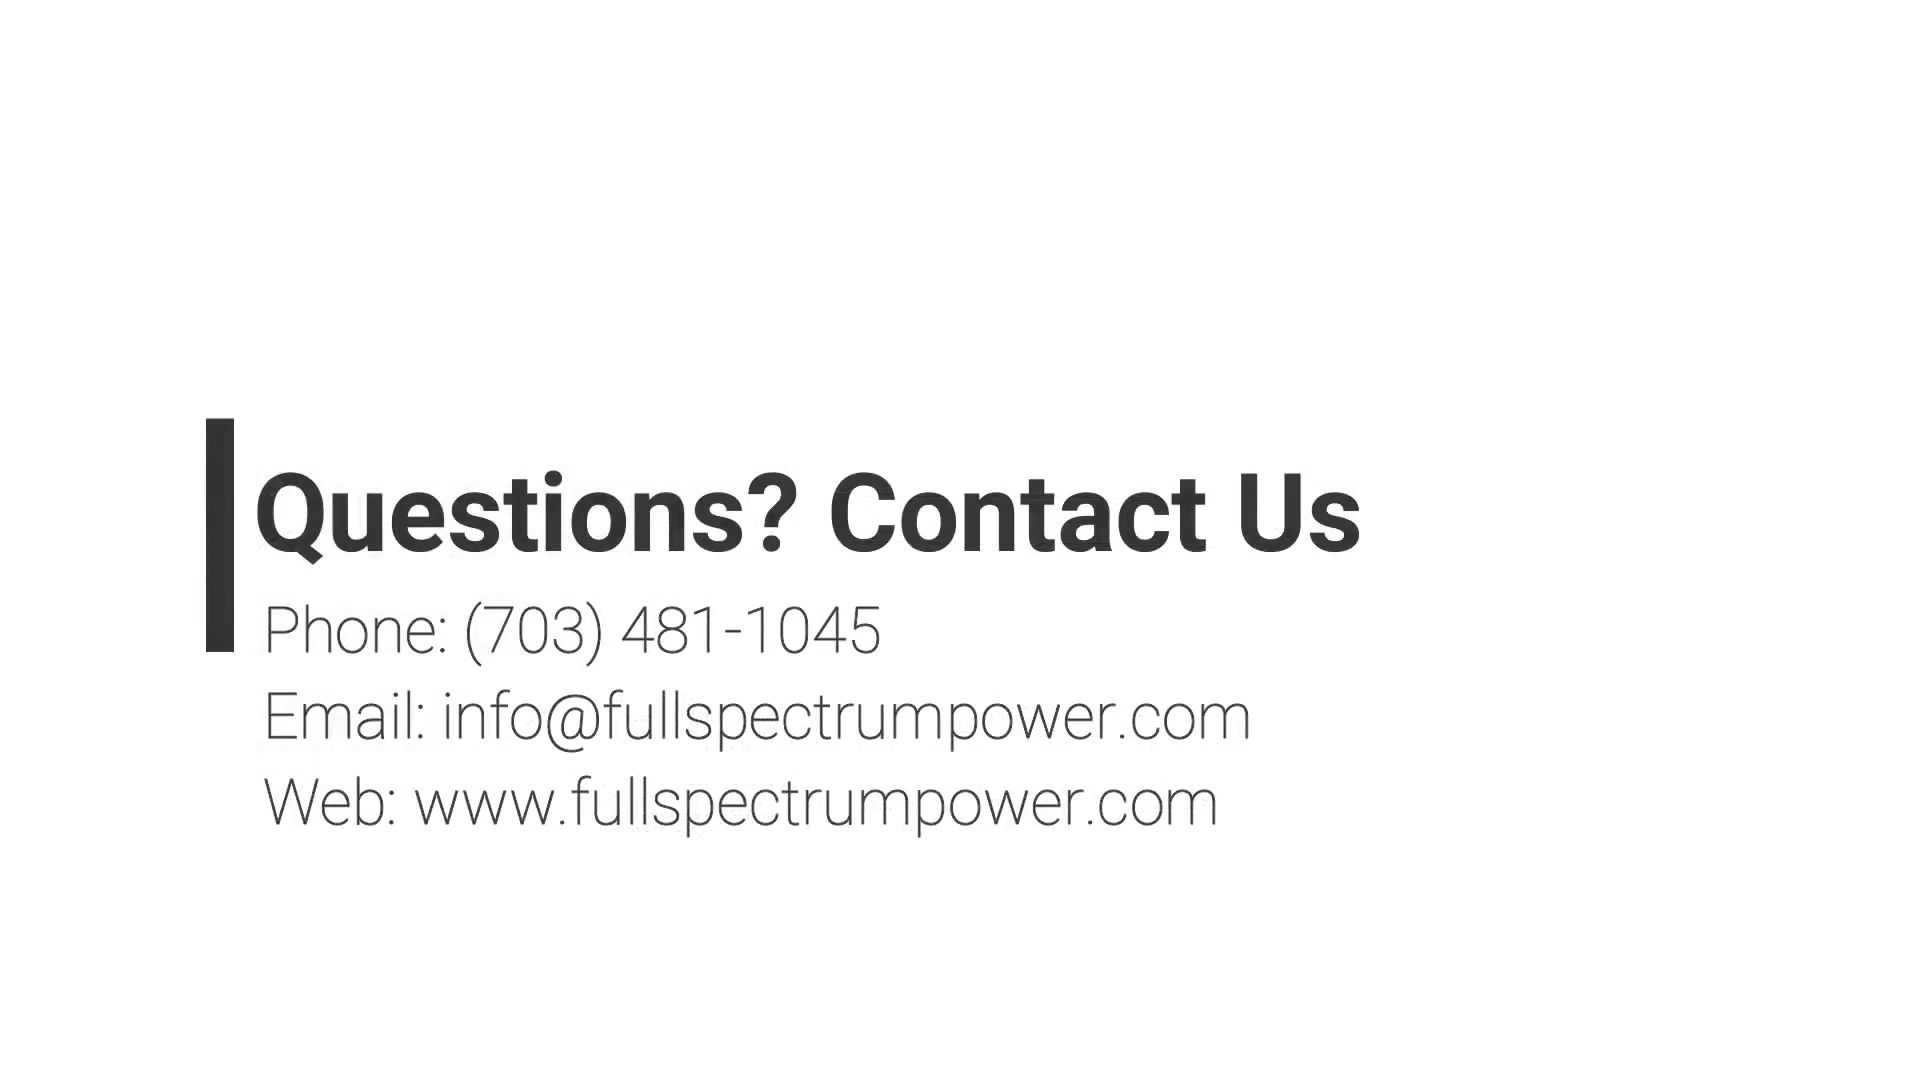 Questions? Contact Us
Phone: (703) 481-1045
Email: info@fullspectrumpower.com
Web: www.fullspectrumpower.com